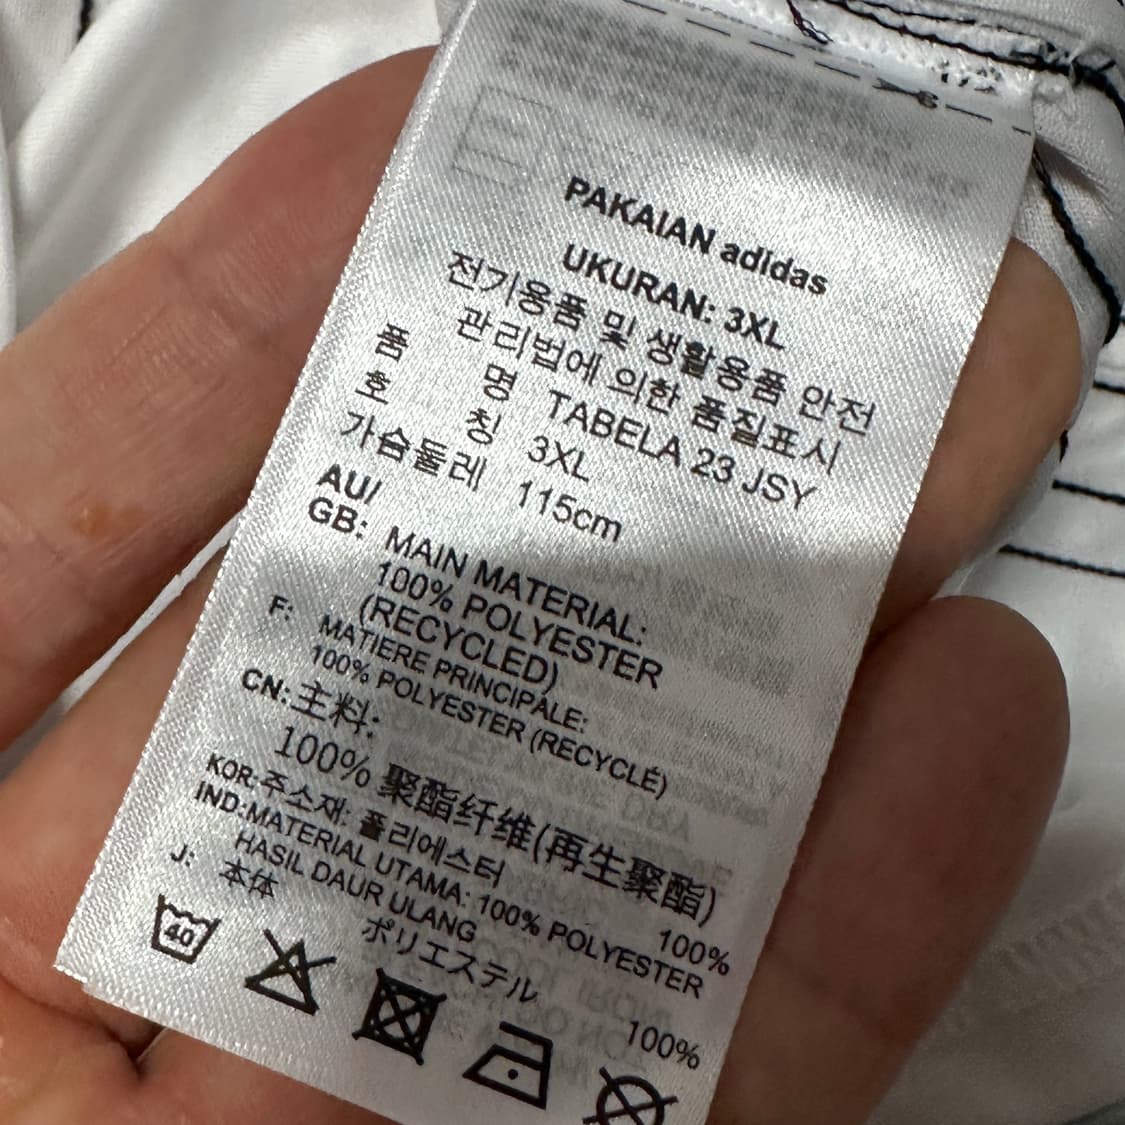 PAKAIAN adidas
UKURAN: 3XL
전기용품 및 생활용품 안전
관리법에 의한 품질표시
품 명 TABELA 23 JSY
호 칭 3XL
가슴둘레 115cm
AU/
GB: MAIN MATERIAL:
100% POLYESTER
(RECYCLED)
F: MATIERE PRINCIPALE:
100% POLYESTER (RECYCLÉ)
CN: 主料:
100% 聚酯纤维(再生聚酯)
KOR: 주소재: 폴리에스터 100%
IND: MATERIAL UTAMA: 100% POLYESTER
HASIL DAUR ULANG
J: 本体
ポリエステル 100%
40